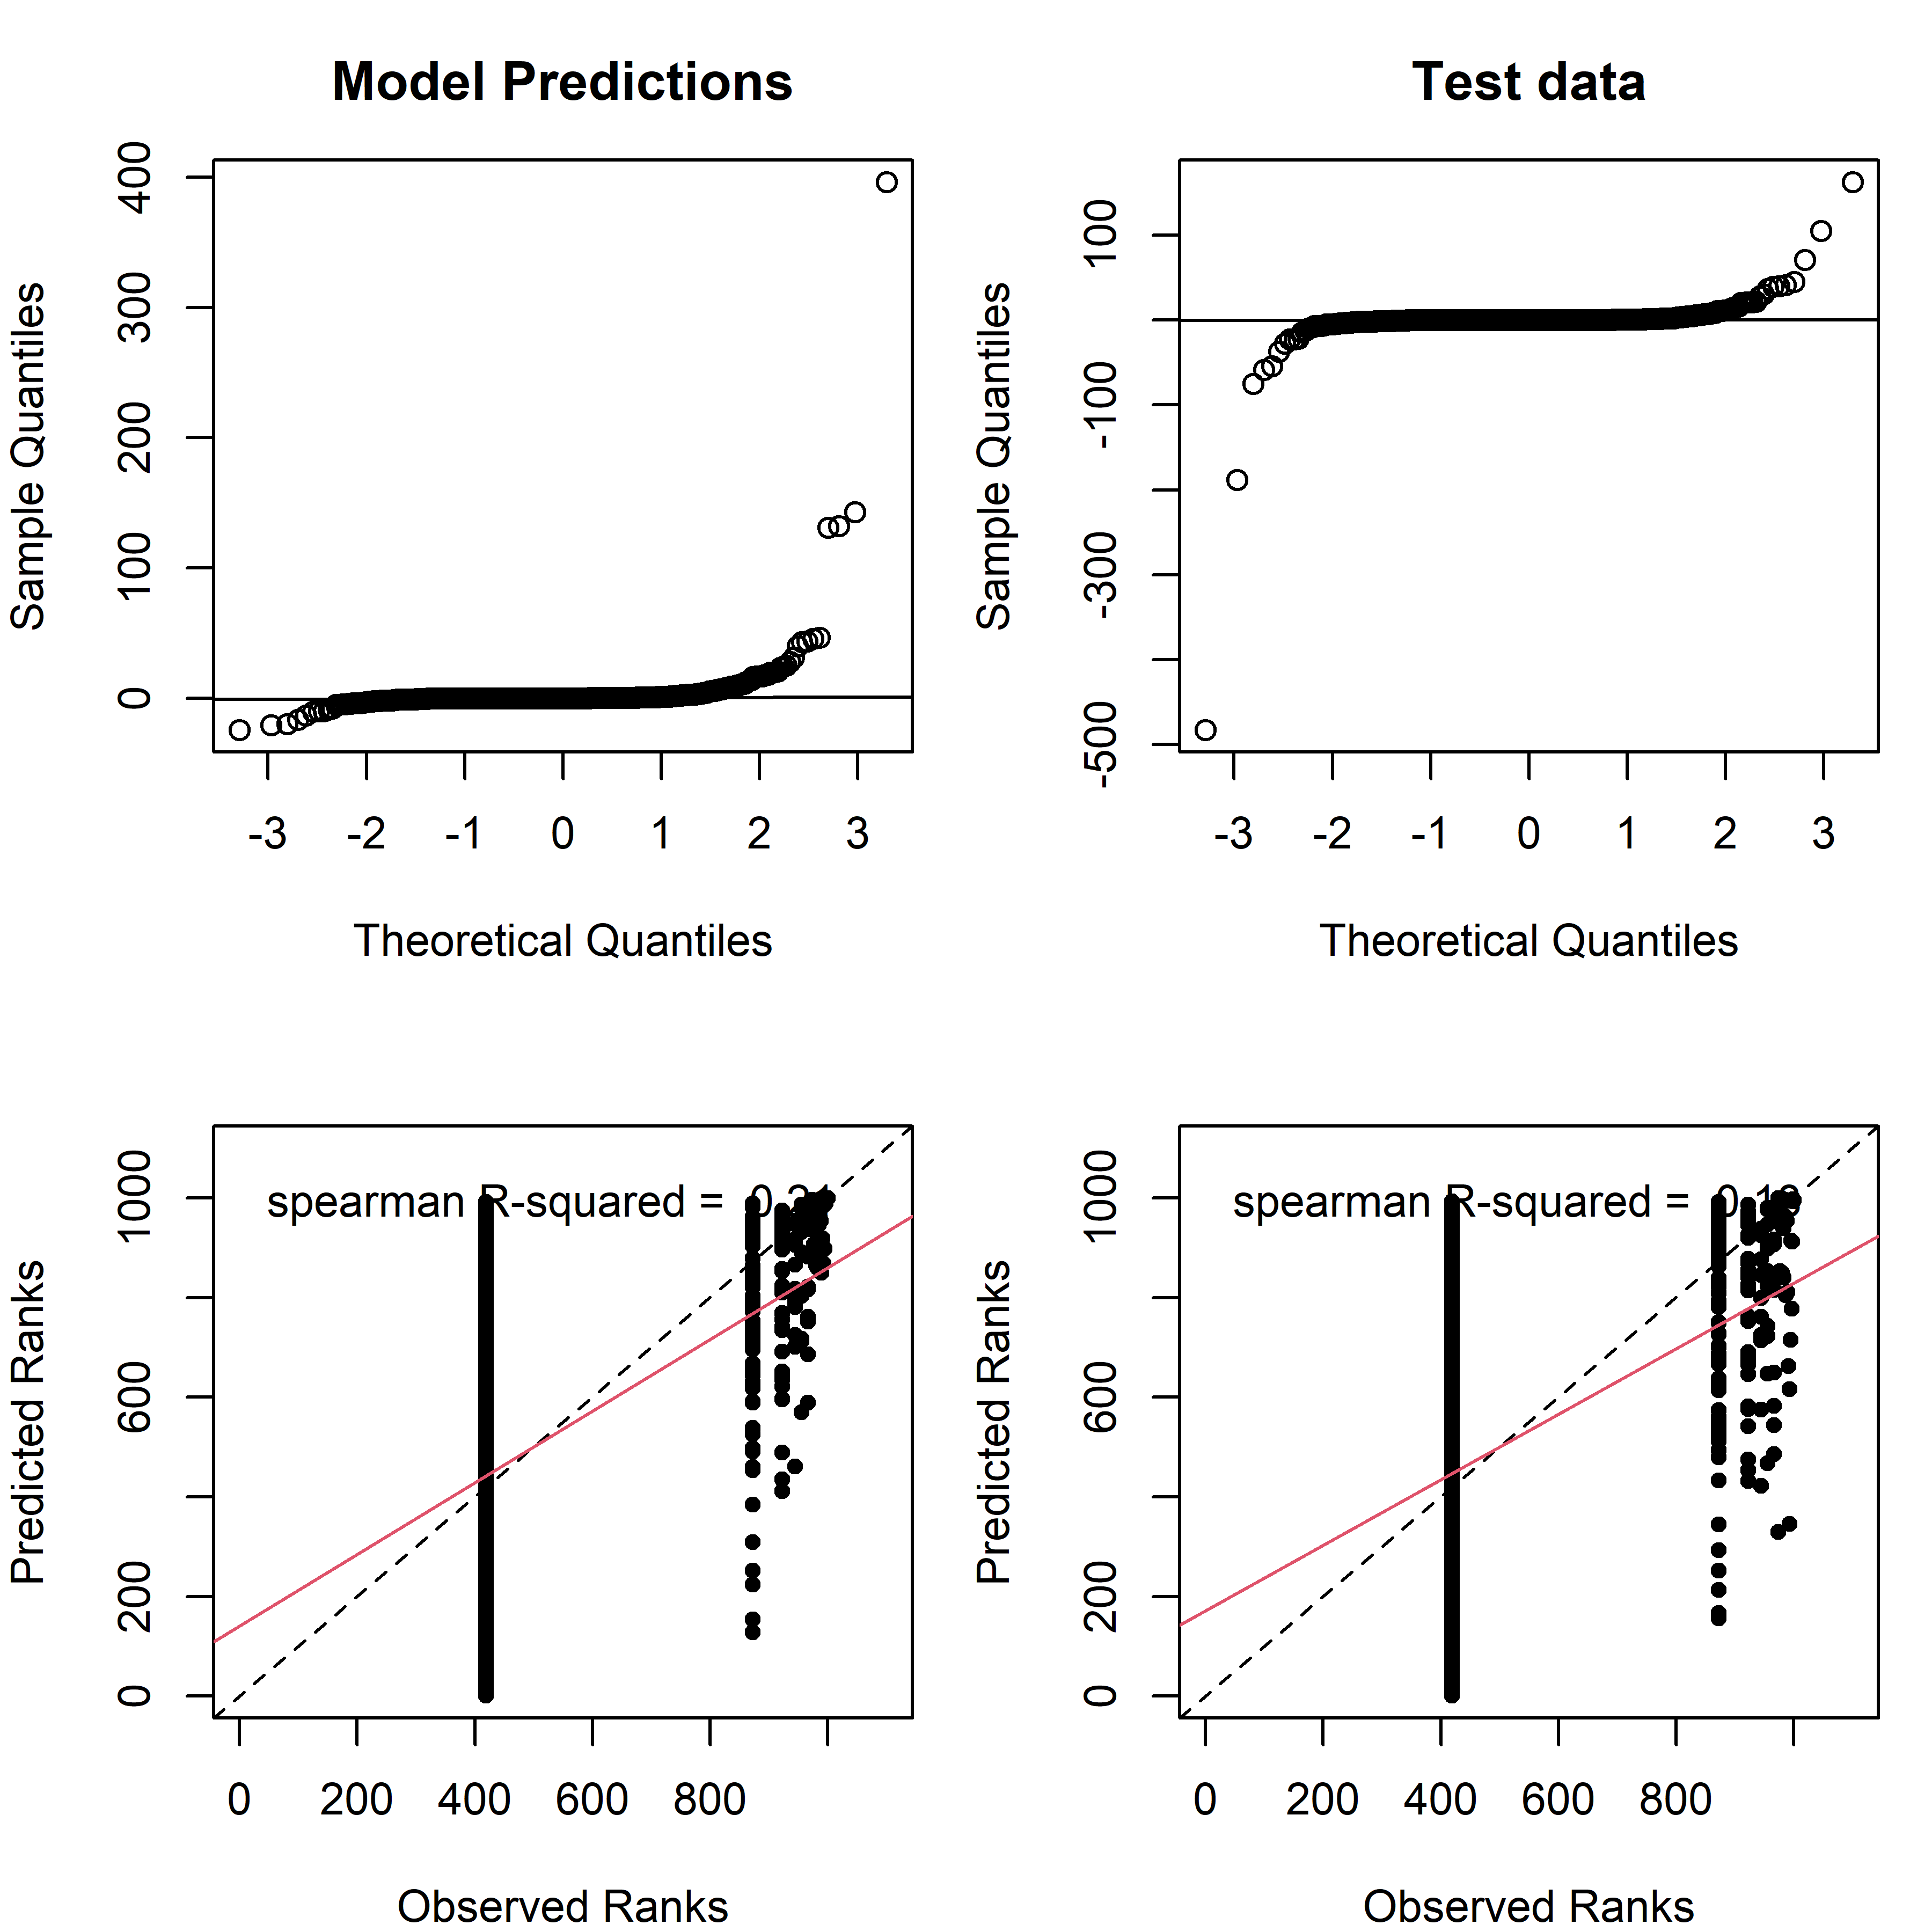 Model Predictions
Test data
400
300
200
100
0
Sample Quantiles
-3 -2 -1 0 1 2 3
Theoretical Quantiles
100
-100
-300
-500
Sample Quantiles
-3 -2 -1 0 1 2 3
Theoretical Quantiles
spearman R-squared =
1000
600
200
0
Predicted Ranks
0 200 400 600 800
Observed Ranks
spearman R-squared =
1000
600
200
0
Predicted Ranks
0 200 400 600 800
Observed Ranks